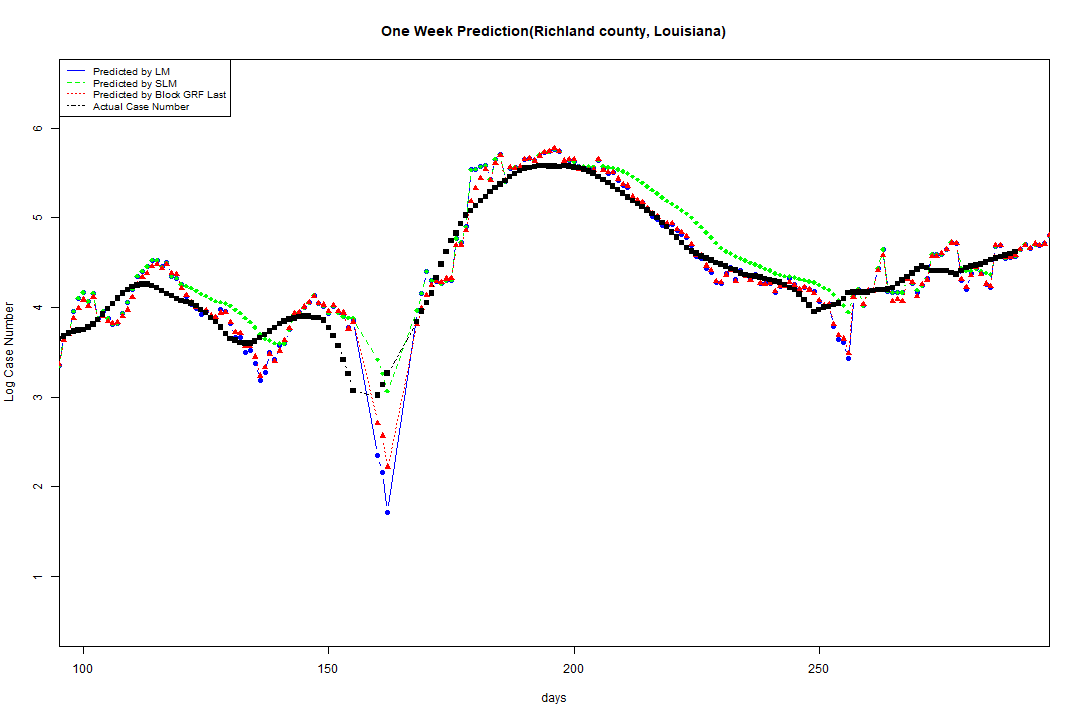 One Week Prediction(Richland county, Louisiana)
Predicted by LM
Predicted by SLM
Predicted by Block GRF Last
Actual Case Number
Log Case Number
6
5
4
3
2
1
100 150 200 250
days